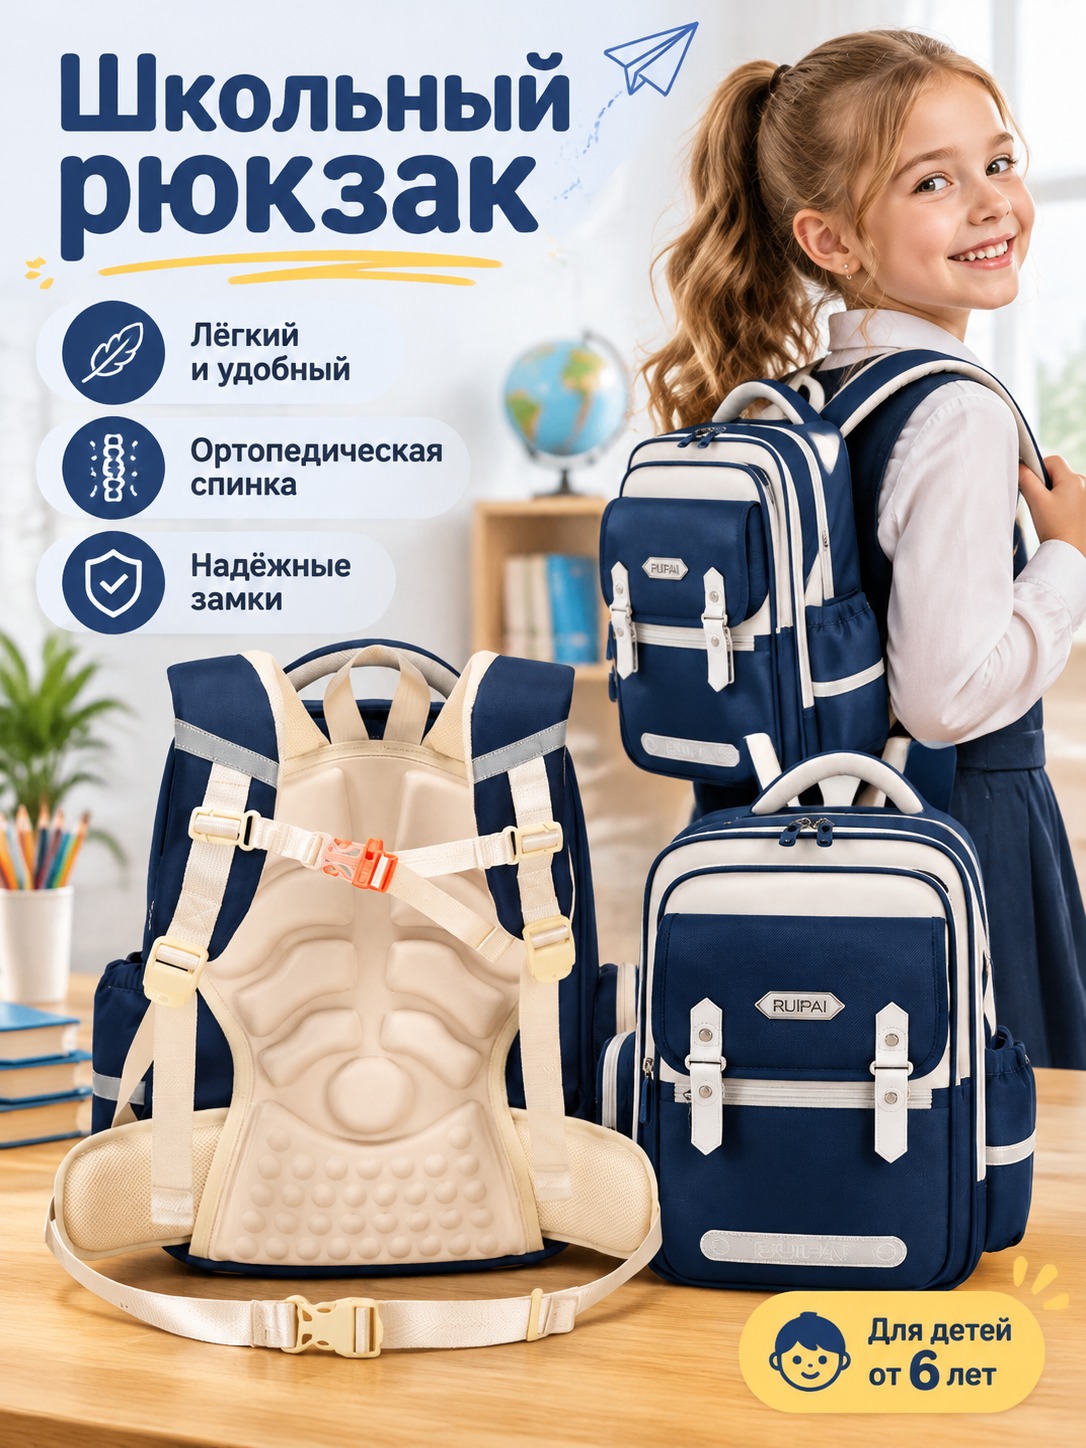 Школьный
рюкзак
Лёгкий
и удобный
Ортопедическая
спинка
Надёжные
замки
RUIPAI
RUIPAI
Для детей
от 6 лет